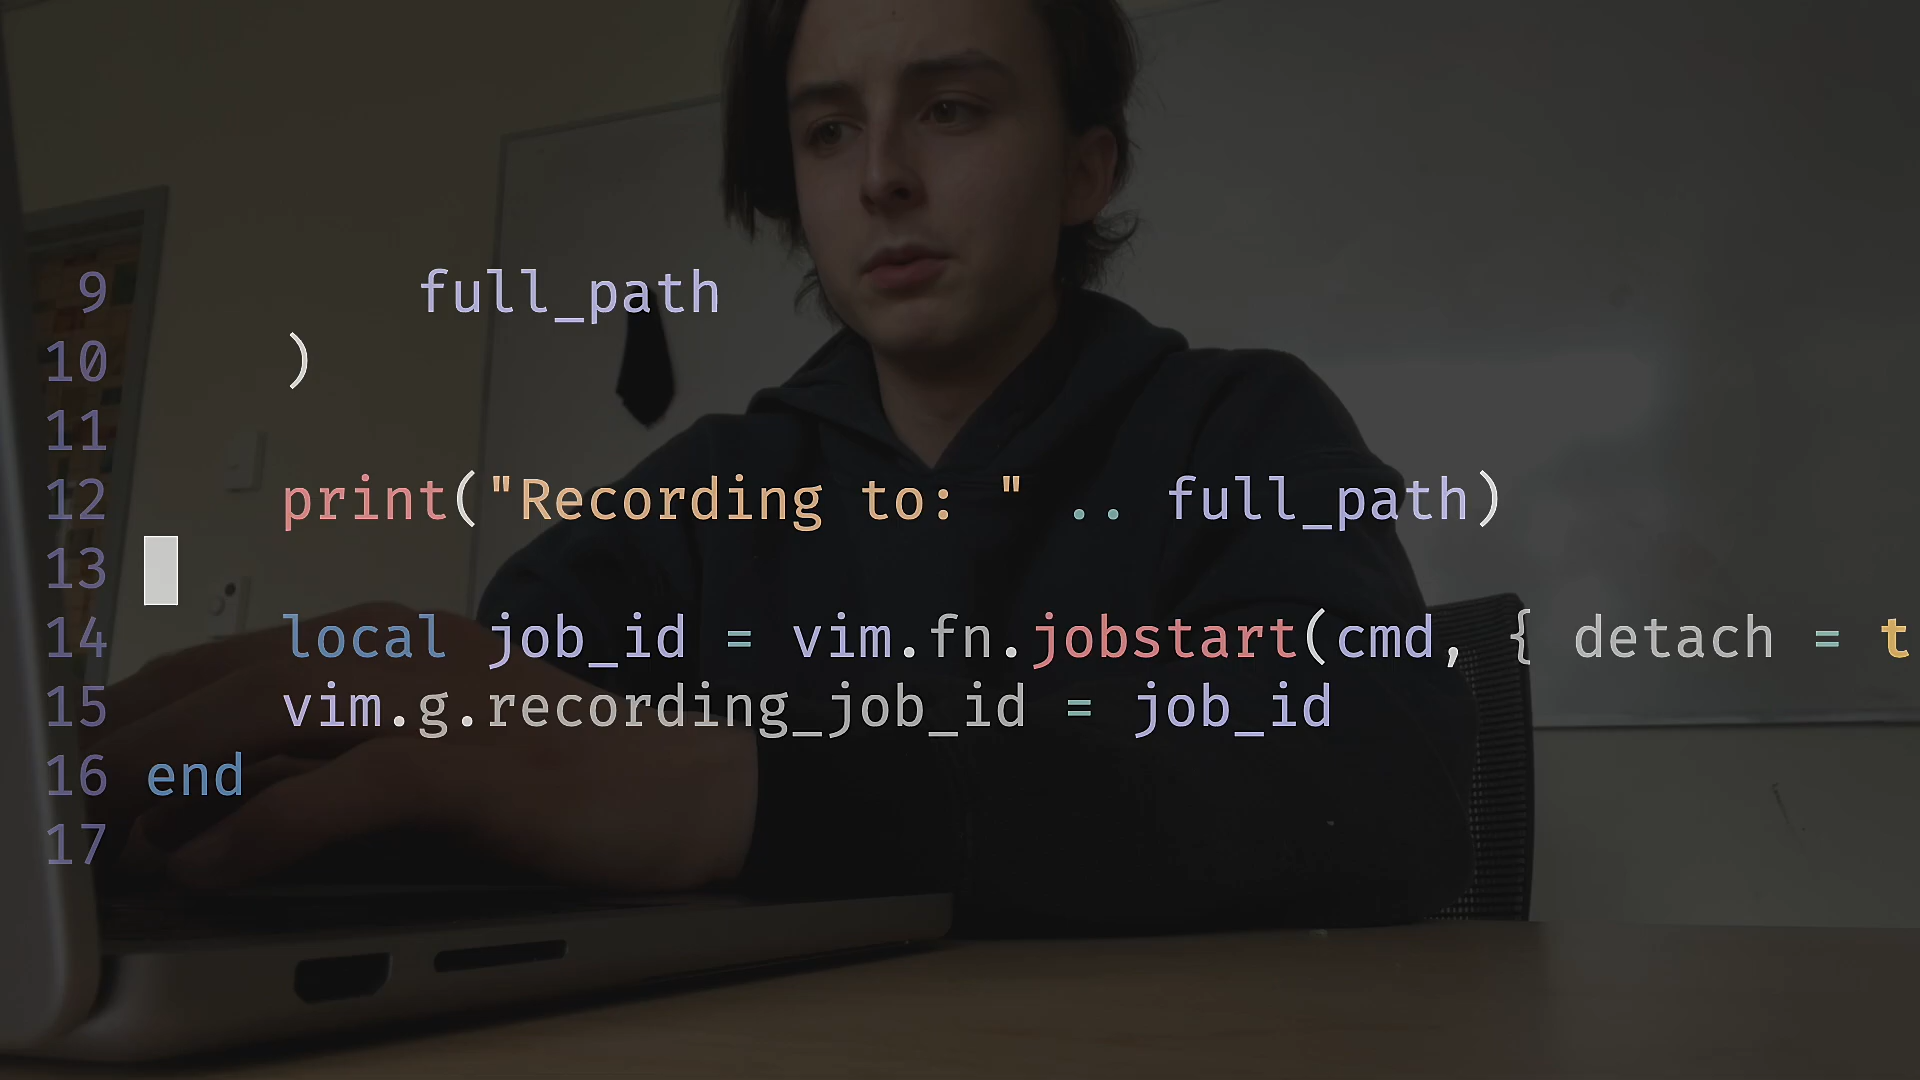 9 full_path
10 )
11
12 print("Recording to: " .. full_path)
13
14 local job_id = vim.fn.jobstart(cmd, { detach = t
15 vim.g.recording_job_id = job_id
16 end
17